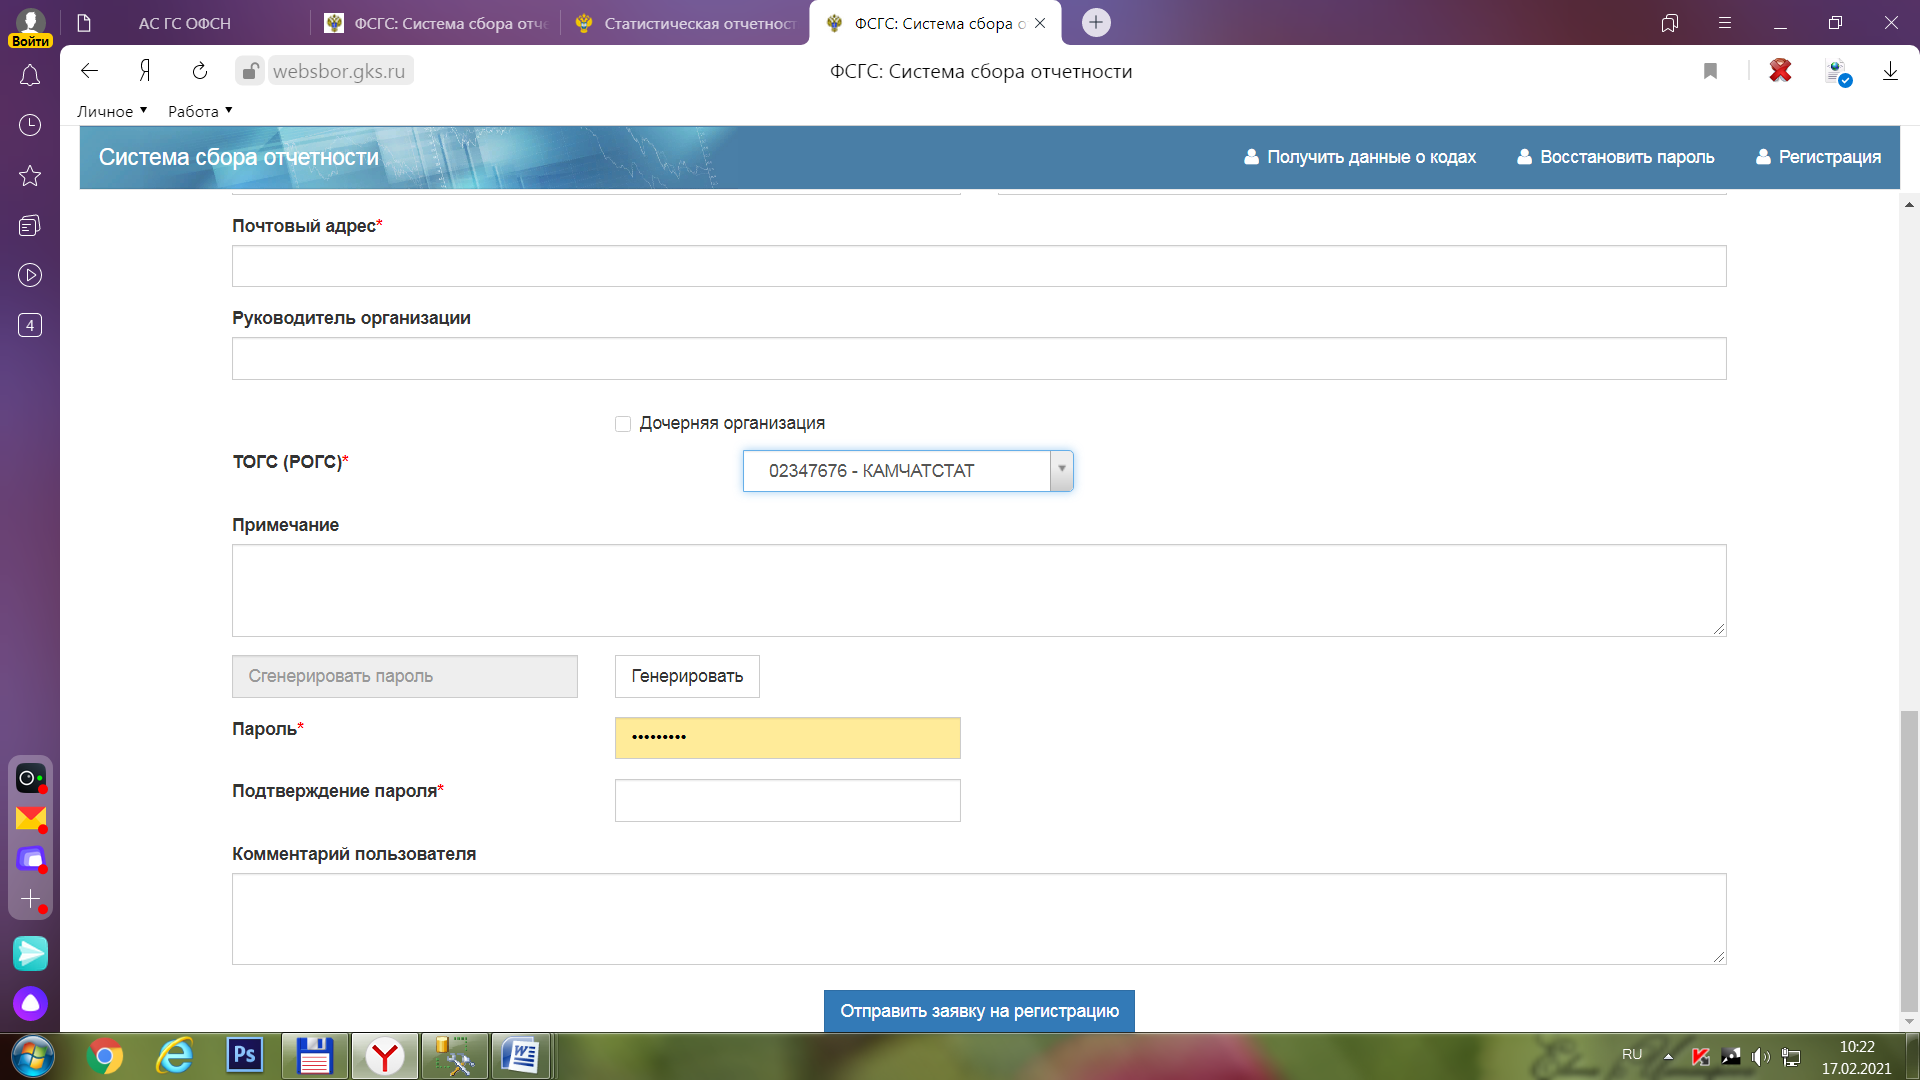 Войти
АС ГС ОФСН
ФСГС: Система сбора отче
Статистическая отчетност
ФСГС: Система сбора о
websbor.gks.ru
ФСГС: Система сбора отчетности
Личное
Работа
Система сбора отчетности
Получить данные о кодах
Восстановить пароль
Регистрация
Почтовый адрес*
Руководитель организации
Дочерняя организация
ТОГС (РОГС)*
02347676 - КАМЧАТСТАТ
Примечание
Сгенерировать пароль
Генерировать
Пароль*
•••••••••
Подтверждение пароля*
Комментарий пользователя
Отправить заявку на регистрацию
4
Ps
RU
10:22
17.02.2021